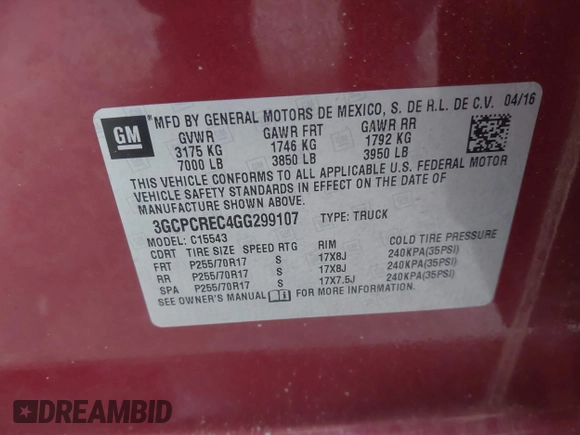 GM
MFD BY GENERAL MOTORS DE MEXICO, S. DE R.L. DE C.V. 04/16
GVWR GAWR FRT GAWR RR
3175 KG 1746 KG 1792 KG
7000 LB 3850 LB 3950 LB
THIS VEHICLE CONFORMS TO ALL APPLICABLE U.S. FEDERAL MOTOR
VEHICLE SAFETY STANDARDS IN EFFECT ON THE DATE OF
MANUFACTURE SHOWN ABOVE.
3GCPCREC4GG299107 TYPE: TRUCK
MODEL: C15543
CDRT TIRE SIZE SPEED RTG RIM COLD TIRE PRESSURE
FRT P255/70R17 S 17X8J 240KPA(35PSI)
RR P255/70R17 S 17X8J 240KPA(35PSI)
SPA P255/70R17 S 17X7.5J 240KPA(35PSI)
SEE OWNER'S MANUAL FOR MORE INFORMATION.
DREAMBID